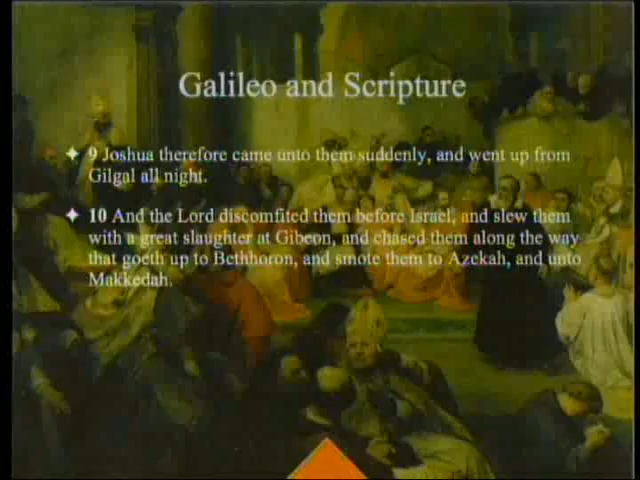 Galileo and Scripture
9 Joshua therefore came unto them suddenly, and went up from
Gilgal all night.
10 And the Lord discomfited them before Israel, and slew them
with a great slaughter at Gibeon, and chased them along the way
that goeth up to Bethhoron, and smote them to Azekah, and unto
Makkedah.